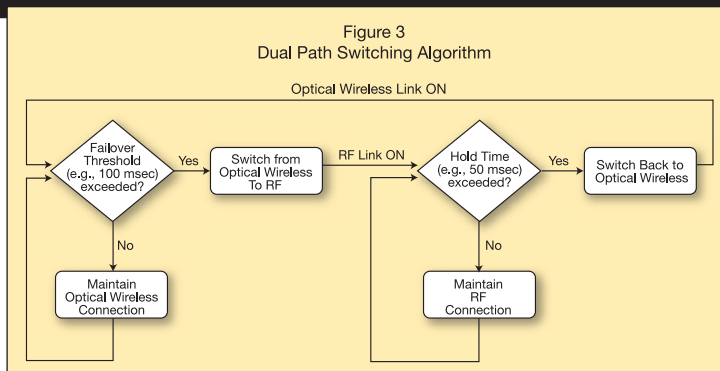 Figure 3
Dual Path Switching Algorithm
Optical Wireless Link ON
Failover
Threshold
(e.g., 100 msec)
exceeded?
Yes
Switch from
Optical Wireless
To RF
RF Link ON
Hold Time
(e.g., 50 msec)
exceeded?
Yes
Switch Back to
Optical Wireless
No
Maintain
Optical Wireless
Connection
No
Maintain
RF
Connection